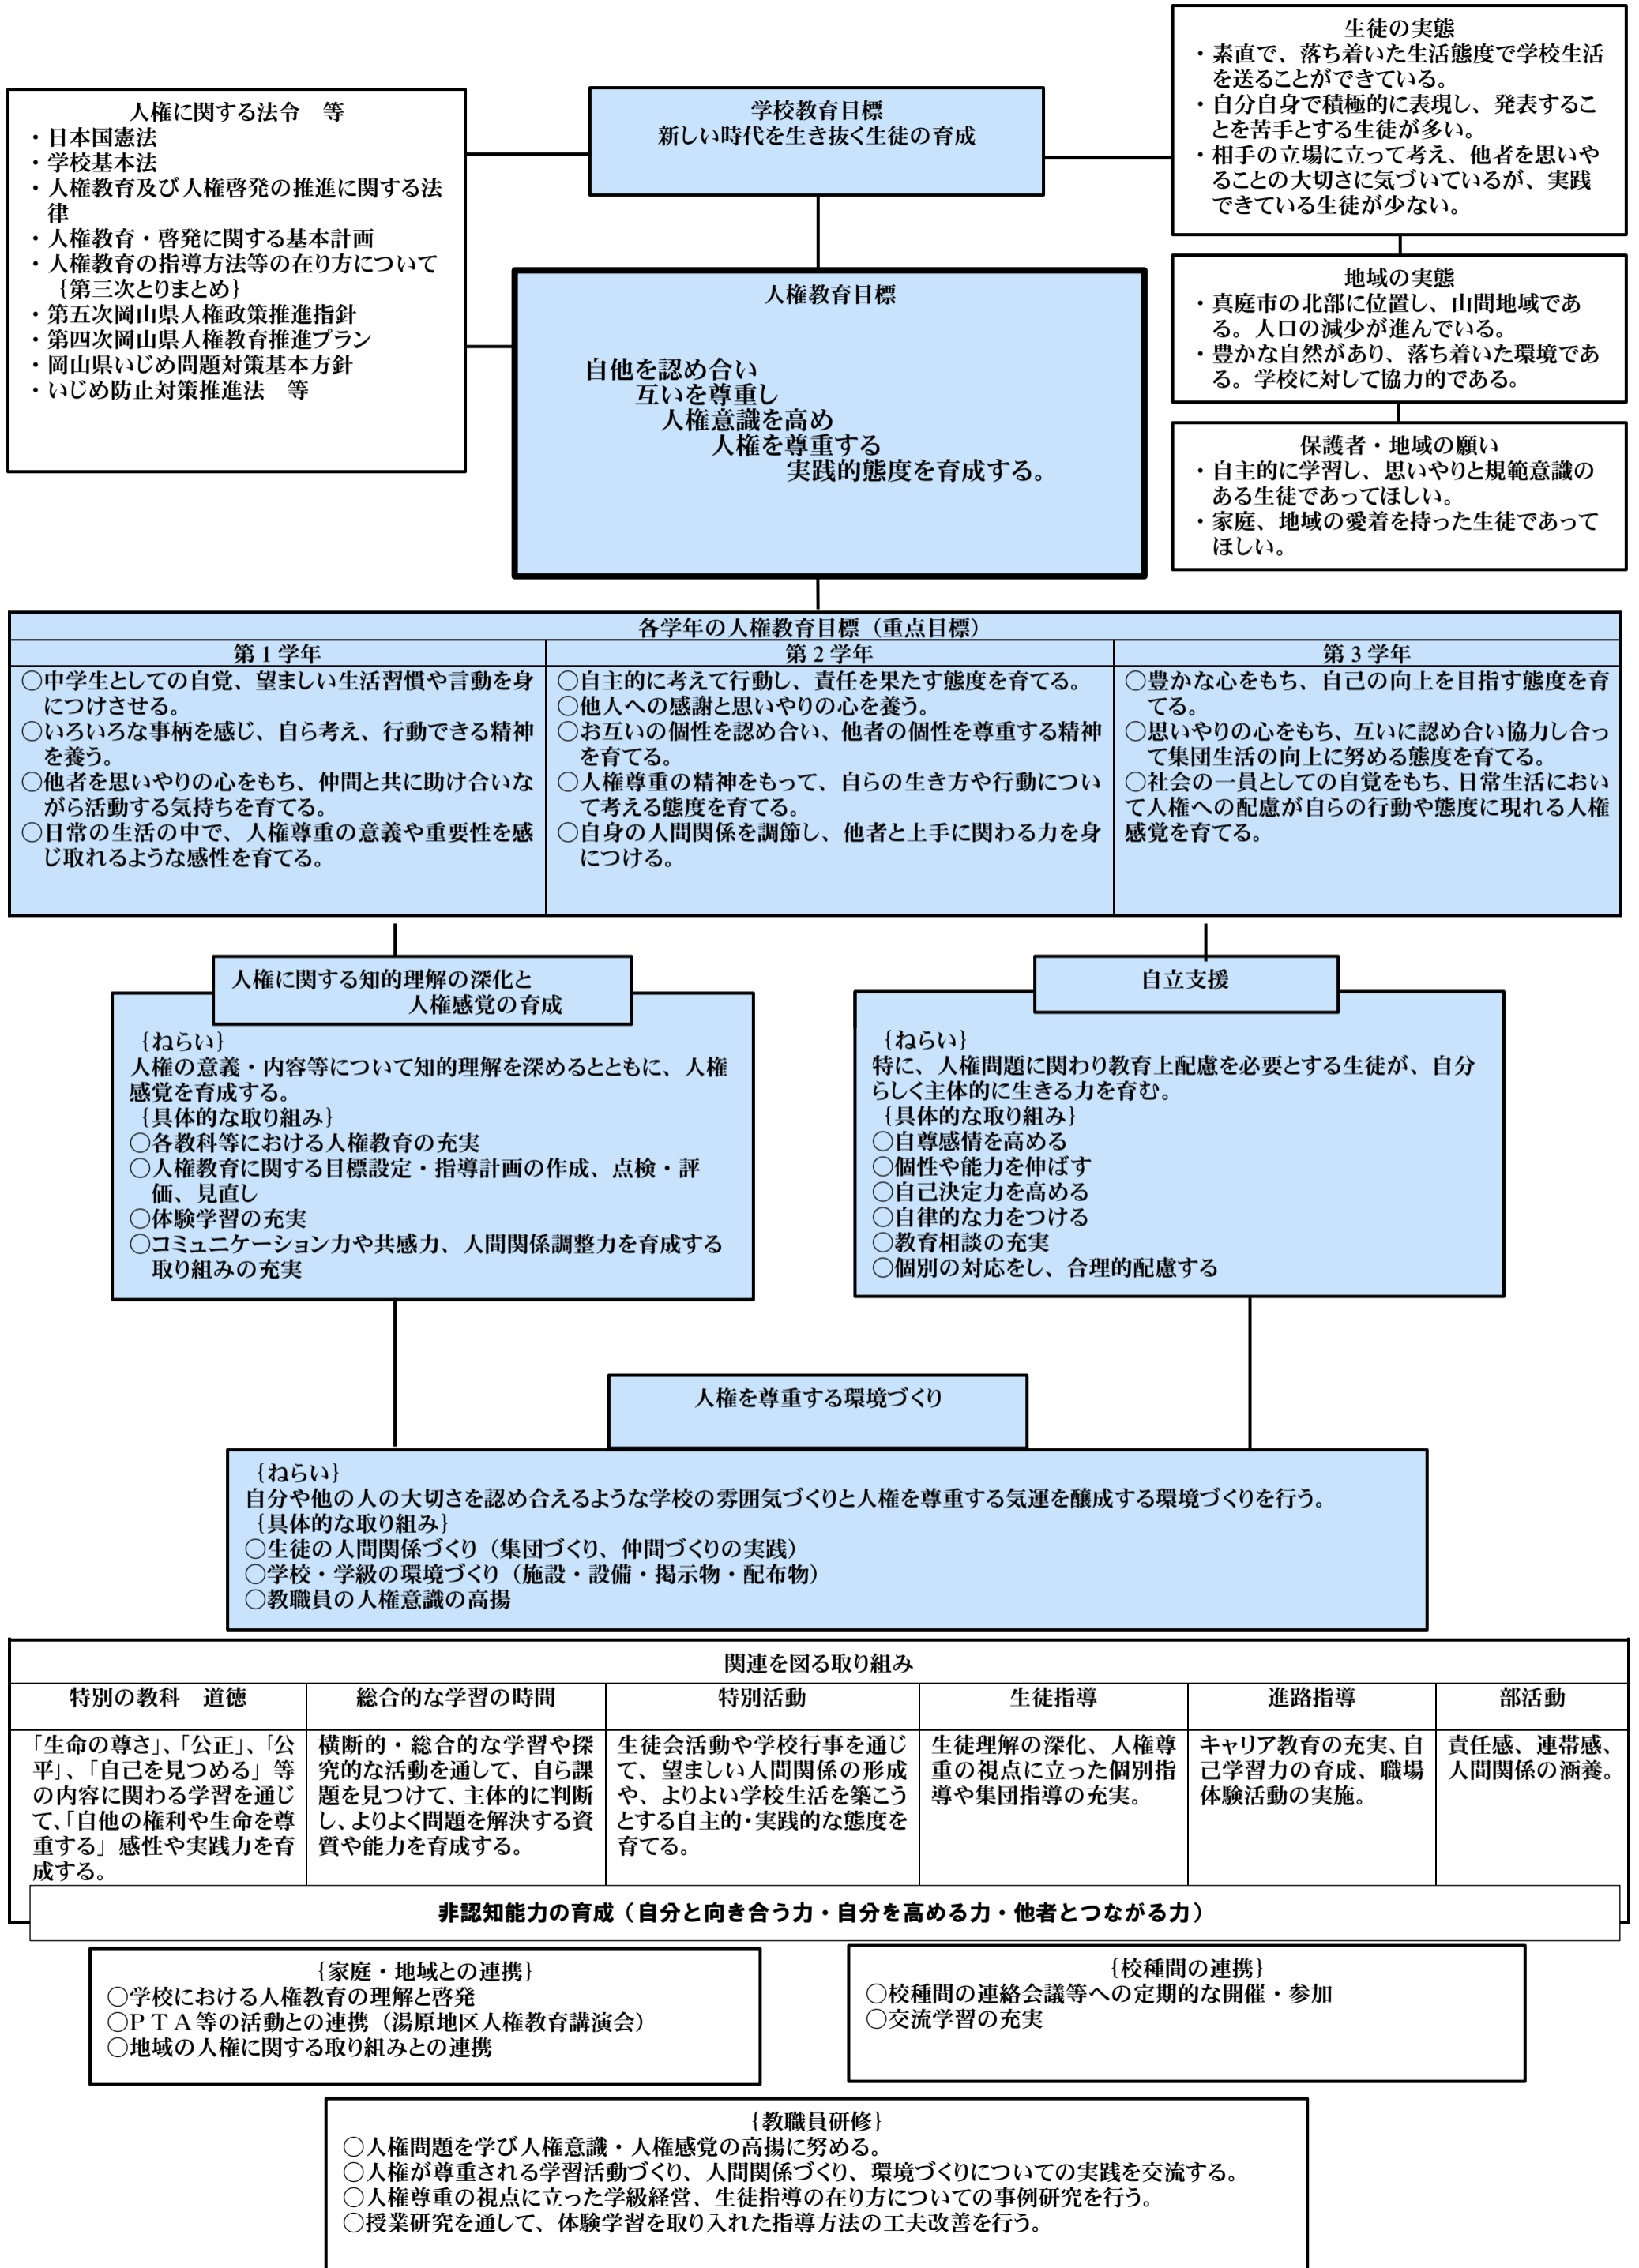 人権に関する法令　等
・日本国憲法
・学校基本法
・人権教育及び人権啓発の推進に関する法
律
・人権教育・啓発に関する基本計画
・人権教育の指導方法等の在り方について
｛第三次とりまとめ｝
・第五次岡山県人権政策推進指針
・第四次岡山県人権教育推進プラン
・岡山県いじめ問題対策基本方針
・いじめ防止対策推進法　等
学校教育目標
新しい時代を生き抜く生徒の育成
生徒の実態
・素直で、落ち着いた生活態度で学校生活
を送ることができている。
・自分自身で積極的に表現し、発表するこ
とを苦手とする生徒が多い。
・相手の立場に立って考え、他者を思いや
ることの大切さに気づいているが、実践
できている生徒が少ない。
人権教育目標
自他を認め合い
互いを尊重し
人権意識を高め
人権を尊重する
実践的態度を育成する。
地域の実態
・真庭市の北部に位置し、山間地域であ
る。人口の減少が進んでいる。
・豊かな自然があり、落ち着いた環境であ
る。学校に対して協力的である。
保護者・地域の願い
・自主的に学習し、思いやりと規範意識の
ある生徒であってほしい。
・家庭、地域の愛着を持った生徒であって
ほしい。
各学年の人権教育目標（重点目標）
第１学年
○中学生としての自覚、望ましい生活習慣や言動を身
につけさせる。
○いろいろな事柄を感じ、自ら考え、行動できる精神
を養う。
○他者を思いやりの心をもち、仲間と共に助け合いな
がら活動する気持ちを育てる。
○日常の生活の中で、人権尊重の意義や重要性を感
じ取れるような感性を育てる。
第２学年
○自主的に考えて行動し、責任を果たす態度を育てる。
○他人への感謝と思いやりの心を養う。
○お互いの個性を認め合い、他者の個性を尊重する精神
を育てる。
○人権尊重の精神をもって、自らの生き方や行動につい
て考える態度を育てる。
○自身の人間関係を調節し、他者と上手に関わる力を身
につける。
第３学年
○豊かな心をもち、自己の向上を目指す態度を育
てる。
○思いやりの心をもち、互いに認め合い協力し合っ
て集団生活の向上に努める態度を育てる。
○社会の一員としての自覚をもち、日常生活におい
て人権への配慮が自らの行動や態度に現れる人権
感覚を育てる。
人権に関する知的理解の深化と
人権感覚の育成
｛ねらい｝
人権の意義・内容等について知的理解を深めるとともに、人権
感覚を育成する。
｛具体的な取り組み｝
○各教科等における人権教育の充実
○人権教育に関する目標設定・指導計画の作成、点検・評
価、見直し
○体験学習の充実
○コミュニケーション力や共感力、人間関係調整力を育成する
取り組みの充実
自立支援
｛ねらい｝
特に、人権問題に関わり教育上配慮を必要とする生徒が、自分
らしく主体的に生きる力を育む。
｛具体的な取り組み｝
○自尊感情を高める
○個性や能力を伸ばす
○自己決定力を高める
○自律的な力をつける
○教育相談の充実
○個別の対応をし、合理的配慮する
人権を尊重する環境づくり
｛ねらい｝
自分や他の人の大切さを認め合えるような学校の雰囲気づくりと人権を尊重する気運を醸成する環境づくりを行う。
｛具体的な取り組み｝
○生徒の人間関係づくり（集団づくり、仲間づくりの実践）
○学校・学級の環境づくり（施設・設備・掲示物・配布物）
○教職員の人権意識の高揚
関連を図る取り組み
特別の教科　道徳
「生命の尊さ」、「公正」、「公
平」、「自己を見つめる」等
の内容に関わる学習を通じ
て、「自他の権利や生命を尊
重する」感性や実践力を育
成する。
総合的な学習の時間
横断的・総合的な学習や探
究的な活動を通して、自ら課
題を見つけて、主体的に判断
し、よりよく問題を解決する資
質や能力を育成する。
特別活動
生徒会活動や学校行事を通じ
て、望ましい人間関係の形成
や、よりよい学校生活を築こう
とする自主的・実践的な態度を
育てる。
生徒指導
生徒理解の深化、人権尊
重の視点に立った個別指
導や集団指導の充実。
進路指導
キャリア教育の充実、自
己学習力の育成、職場
体験活動の実施。
部活動
責任感、連帯感、
人間関係の涵養。
非認知能力の育成（自分と向き合う力・自分を高める力・他者とつながる力）
｛家庭・地域との連携｝
○学校における人権教育の理解と啓発
○ＰＴＡ等の活動との連携（湯原地区人権教育講演会）
○地域の人権に関する取り組みとの連携
｛校種間の連携｝
○校種間の連絡会議等への定期的な開催・参加
○交流学習の充実
｛教職員研修｝
○人権問題を学び人権意識・人権感覚の高揚に努める。
○人権が尊重される学習活動づくり、人間関係づくり、環境づくりについての実践を交流する。
○人権尊重の視点に立った学級経営、生徒指導の在り方についての事例研究を行う。
○授業研究を通して、体験学習を取り入れた指導方法の工夫改善を行う。